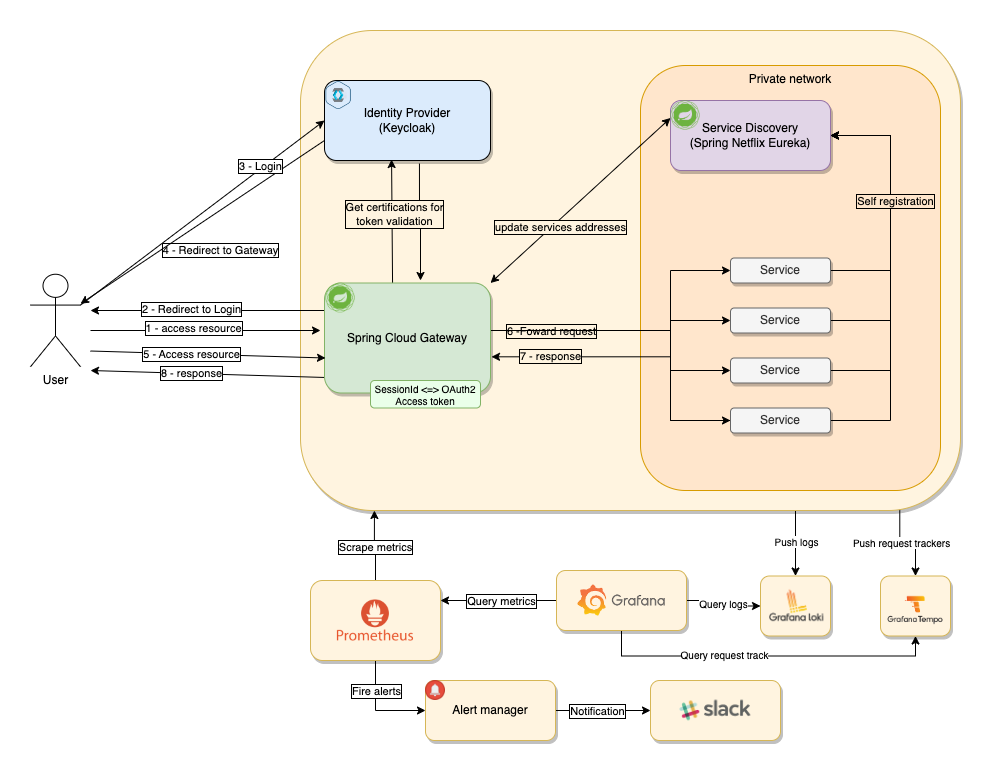 Private network
Identity Provider
(Keycloak)
Service Discovery
(Spring Netflix Eureka)
3 - Login
Self registration
Get certifications for
token validation
update services addresses
4 - Redirect to Gateway
Service
2 - Redirect to Login
1 - access resource
Spring Cloud Gateway
6 -Foward request
Service
5 - Access resource
7 - response
8 - response
Service
User
SessionId <=> OAuth2
Access token
Service
Scrape metrics
Push logs
Push request trackers
Prometheus
Query metrics
Grafana
Query logs
Grafana loki
Grafana Tempo
Query request track
Fire alerts
Alert manager
Notification
slack